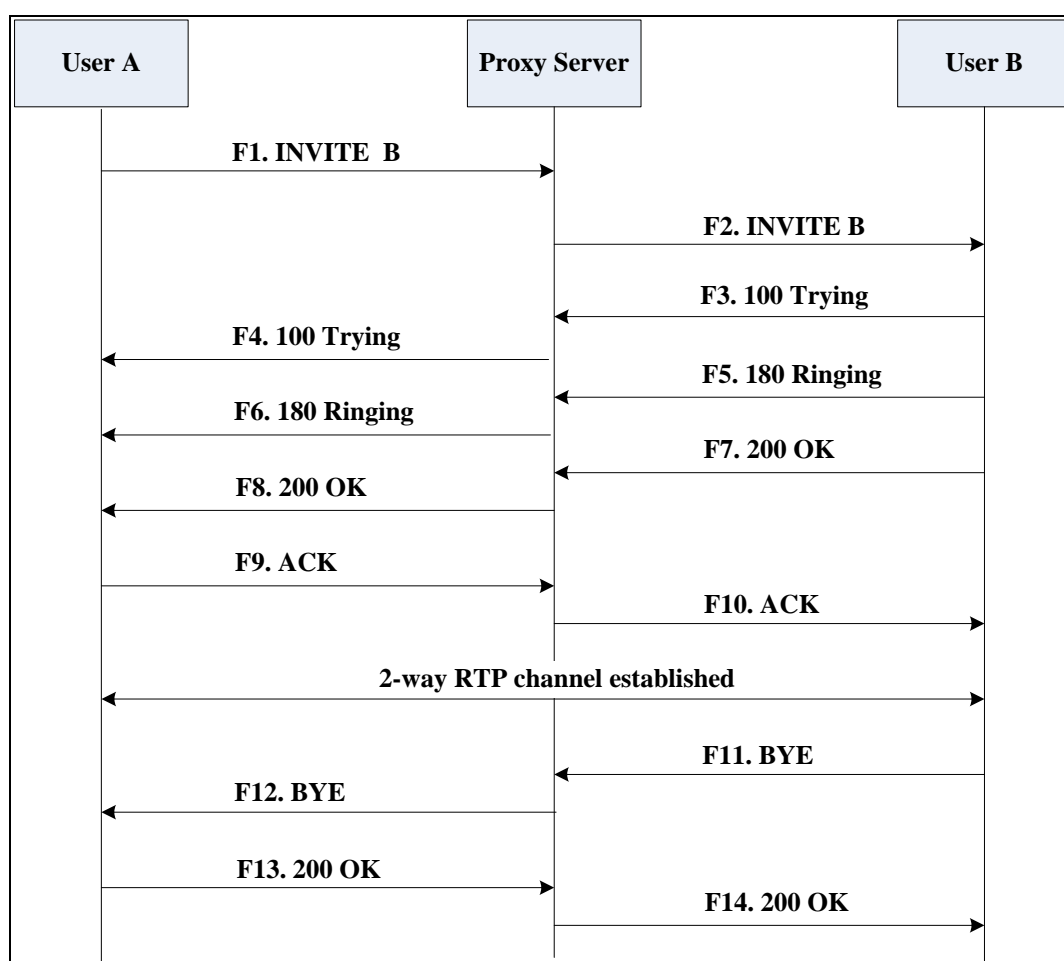 User A
Proxy Server
User B
F1. INVITE B
F2. INVITE B
F3. 100 Trying
F4. 100 Trying
F5. 180 Ringing
F6. 180 Ringing
F7. 200 OK
F8. 200 OK
F9. ACK
F10. ACK
2-way RTP channel established
F11. BYE
F12. BYE
F13. 200 OK
F14. 200 OK